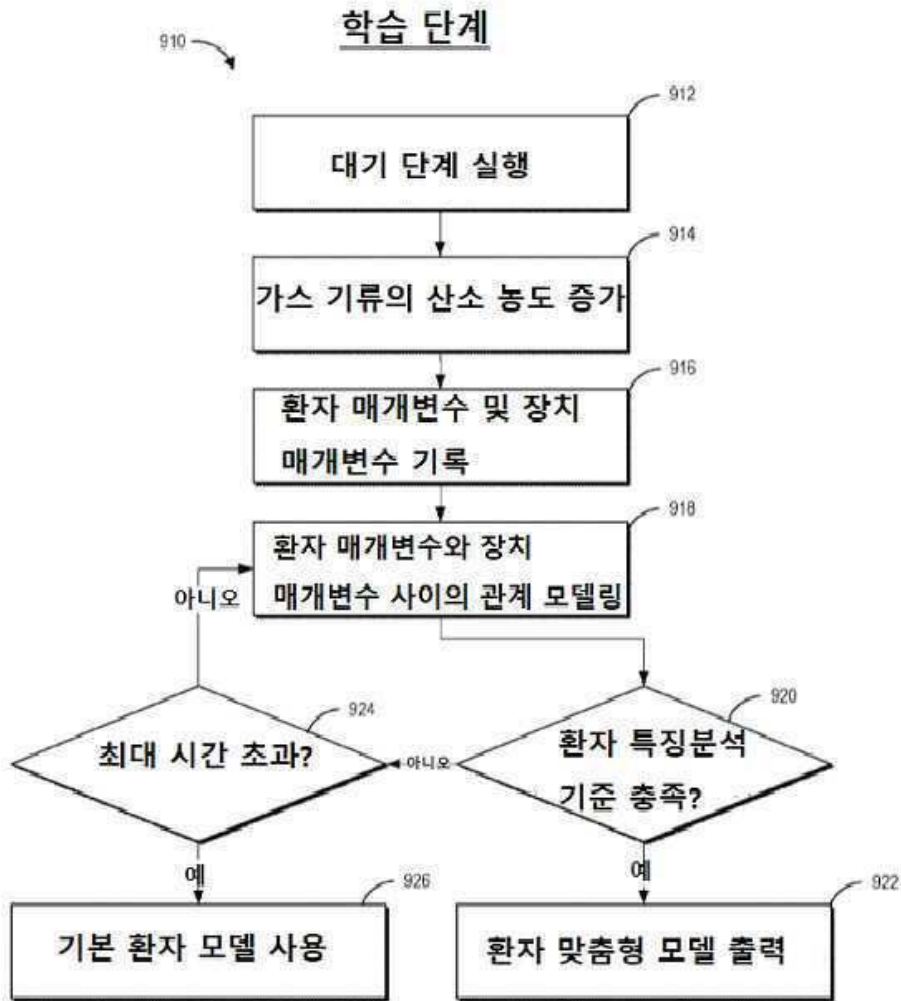 학습 단계
910
912
대기 단계 실행
914
가스 기류의 산소 농도 증가
916
환자 매개변수 및 장치
매개변수 기록
918
환자 매개변수와 장치
매개변수 사이의 관계 모델링
아니오
920
환자 특징분석
기준 충족?
아니오
924
최대 시간 초과?
예
926
기본 환자 모델 사용
예
922
환자 맞춤형 모델 출력